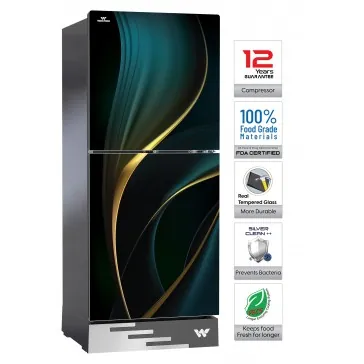 12
Years
GUARANTEE
Compressor
100%
Food Grade
Materials
FDA CERTIFIED
Real
Tempered Glass
More Durable
SILVER
CLEAN ++
Prevents Bacteria
Keeps food
Fresh for longer